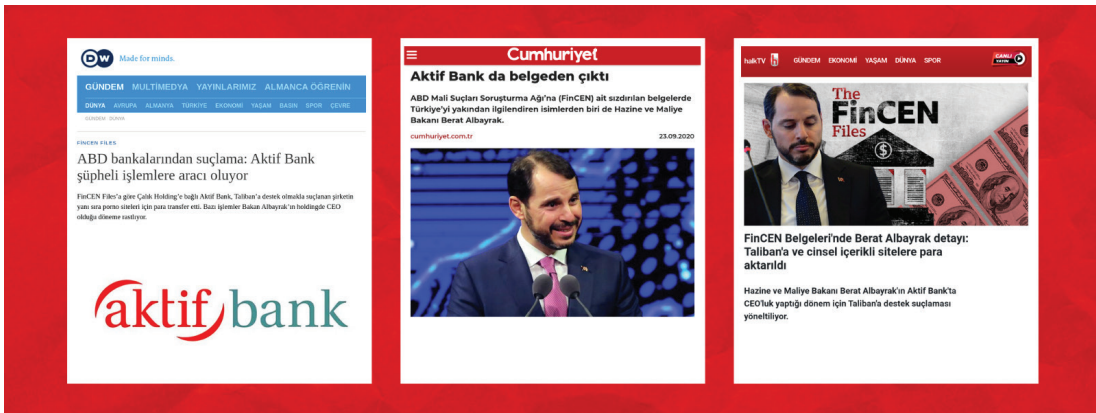 DW Made for minds.
GÜNDEM MULTİMEDYA YAYINLARIMIZ ALMANCA ÖĞRENİN
DÜNYA AVRUPA ALMANYA TÜRKİYE EKONOMİ YAŞAM BASIN SPOR ÇEVRE
GÜNDEM DÜNYA
FINCEN FILES
ABD bankalarından suçlama: Aktif Bank
şüpheli işlemlere aracı oluyor
FinCEN Files'a göre Çalık Holding'e bağlı Aktif Bank, Taliban'a destek olmakla suçlanan şirketin
yanı sıra porno siteleri için para transfer etti. Bazı işlemler Bakan Albayrak'ın holdingde CEO
olduğu döneme rastlıyor.
aktif bank
Cumhuriyet
Aktif Bank da belgeden çıktı
ABD Mali Suçları Soruşturma Ağı'na (FinCEN) ait sızdırılan belgelerde
Türkiye'yi yakından ilgilendiren isimlerden biri de Hazine ve Maliye
Bakanı Berat Albayrak.
cumhuriyet.com.tr 23.09.2020
halkTV GÜNDEM EKONOMİ YAŞAM DÜNYA SPOR CANLI YAYIN
The
FinCEN
Files
FinCEN Belgeleri'nde Berat Albayrak detayı:
Taliban'a ve cinsel içerikli sitelere para
aktarıldı
Hazine ve Maliye Bakanı Berat Albayrak'ın Aktif Bank'ta
CEO'luk yaptığı dönem için Taliban'a destek suçlaması
yöneltiliyor.